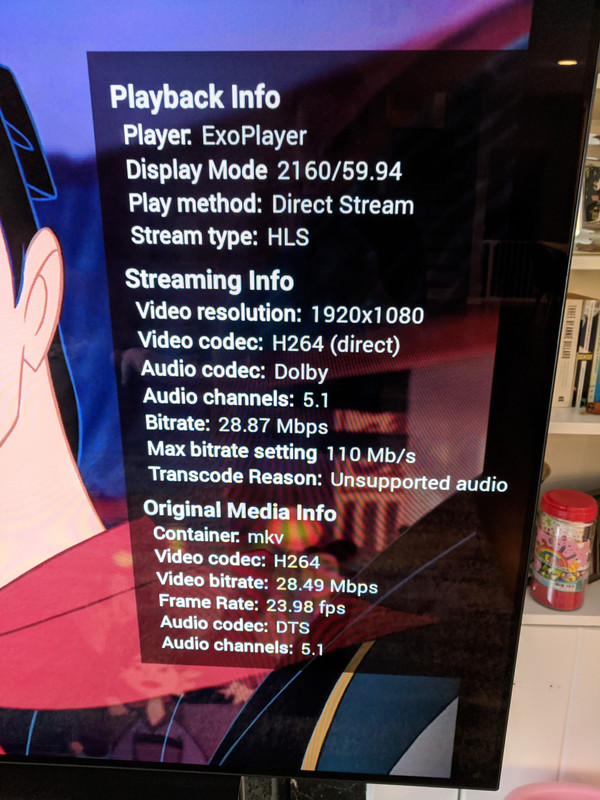 Playback Info
Player: ExoPlayer
Display Mode 2160/59.94
Play method: Direct Stream
Stream type: HLS
Streaming Info
Video resolution: 1920x1080
Video codec: H264 (direct)
Audio codec: Dolby
Audio channels: 5.1
Bitrate: 28.87 Mbps
Max bitrate setting 110 Mb/s
Transcode Reason: Unsupported audio
Original Media Info
Container: mkv
Video codec: H264
Video bitrate: 28.49 Mbps
Frame Rate: 23.98 fps
Audio codec: DTS
Audio channels: 5.1